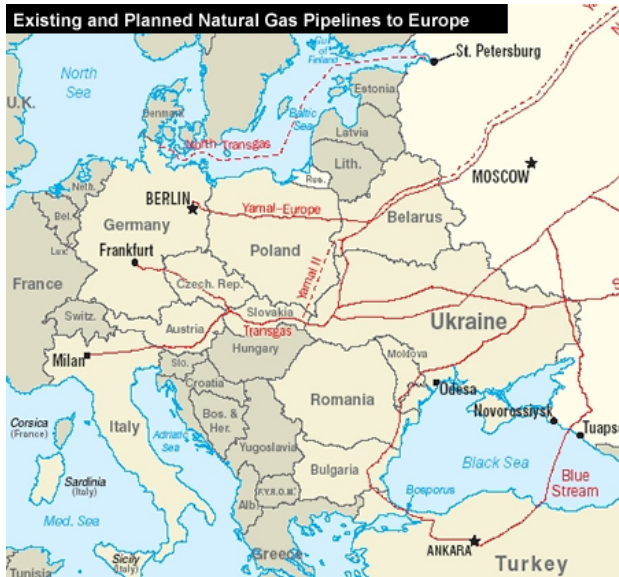 Existing and Planned Natural Gas Pipelines to Europe
St. Petersburg
North
Sea
Gulf
of
Finland
U.K.
Estonia
Denmark
Baltic
Sea
North Transgas
Latvia
Lith.
MOSCOW
Rus.
Neth.
BERLIN
Yamal-Europe
Belarus
Bel.
Germany
Poland
Lux.
Frankfurt
Yamal II
Czech. Rep.
France
Slovakia
Ukraine
Switz.
Austria
Transgas
Hungary
Milan
Moldova
Slo.
Croatia
Odesa
Romania
Novorossiysk
Corsica
(France)
Italy
Bos. &
Her.
Tuapse
Adriatic
Sea
Yugoslavia
Black Sea
Sardinia
(Italy)
Bulgaria
Blue
Stream
F.Y.R.O.M.
Alb
Bosporus
Med. Sea
Greece
ANKARA
Sicily
(Italy)
Turkey
Tunisia